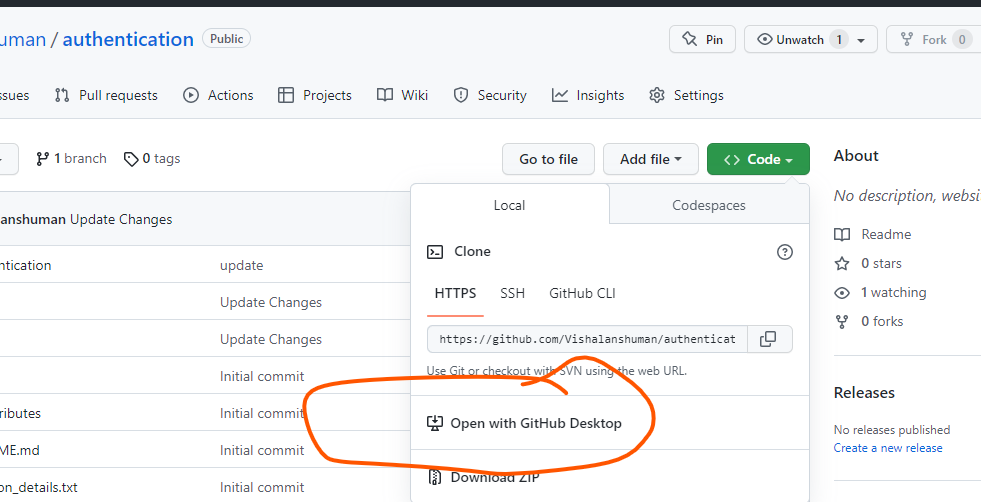 uman / authentication Public
Pin
Unwatch 1
Fork 0
ssues
Pull requests
Actions
Projects
Wiki
Security
Insights
Settings
1 branch
0 tags
Go to file
Add file
<> Code
anshuman Update Changes
ntication update
Update Changes
Update Changes
Initial commit
ributes Initial commit
ME.md Initial commit
on_details.txt Initial commit
Local
Codespaces
Clone
HTTPS
SSH
GitHub CLI
https://github.com/Vishalanshuman/authenticat
Use Git or checkout with SVN using the web URL.
Open with GitHub Desktop
Download ZIP
About
No description, websi
Readme
0 stars
1 watching
0 forks
Releases
No releases published
Create a new release